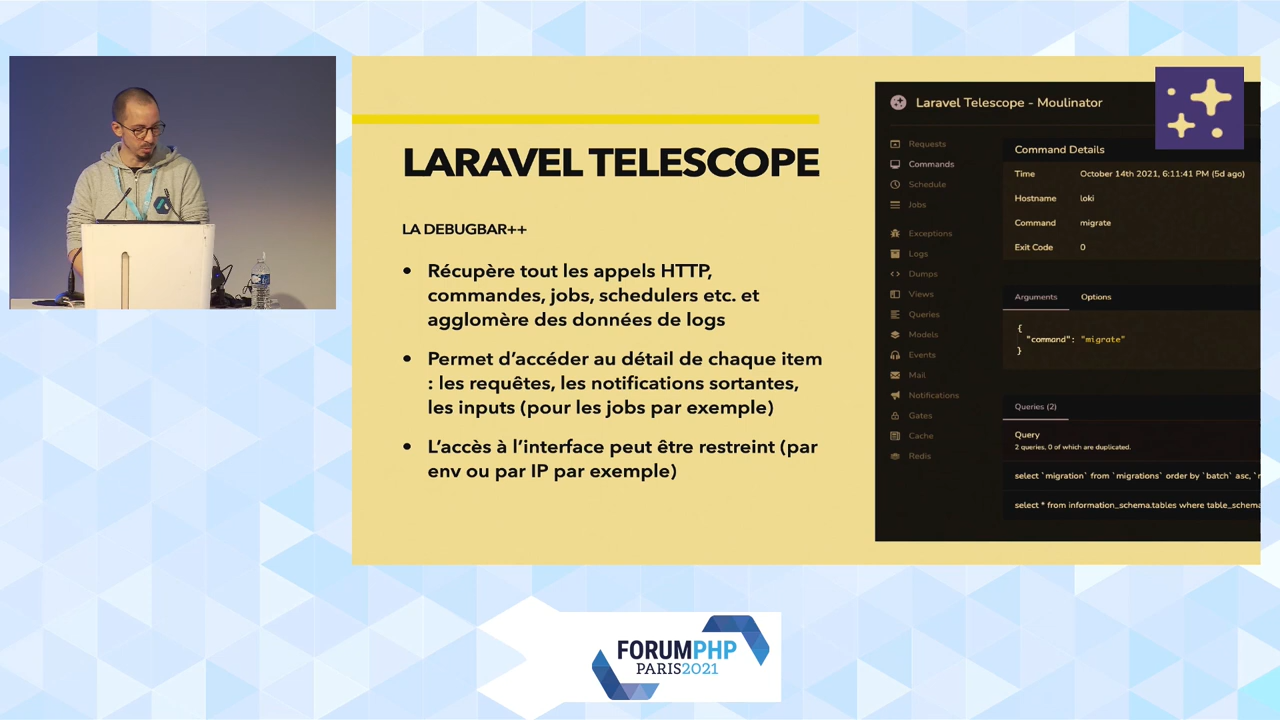 LARAVEL TELESCOPE
LA DEBUGBAR++
• Récupère tout les appels HTTP,
commandes, jobs, schedulers etc. et
agglomère des données de logs
• Permet d’accéder au détail de chaque item
: les requêtes, les notifications sortantes,
les inputs (pour les jobs par exemple)
• L’accès à l’interface peut être restreint (par
env ou par IP par exemple)
Laravel Telescope - Moulinator
Requests
Commands
Schedule
Jobs
Exceptions
Logs
Dumps
Views
Queries
Models
Events
Mail
Notifications
Gates
Cache
Redis
Command Details
Time October 14th 2021, 6:11:41 PM (5d ago)
Hostname loki
Command migrate
Exit Code 0
Arguments Options
{
"command": "migrate"
}
Queries (2)
Query
2 queries, 0 of which are duplicated.
select `migration` from `migrations` order by `batch` asc,
select * from information_schema.tables where table_schema
FORUMPHP
PARIS2021